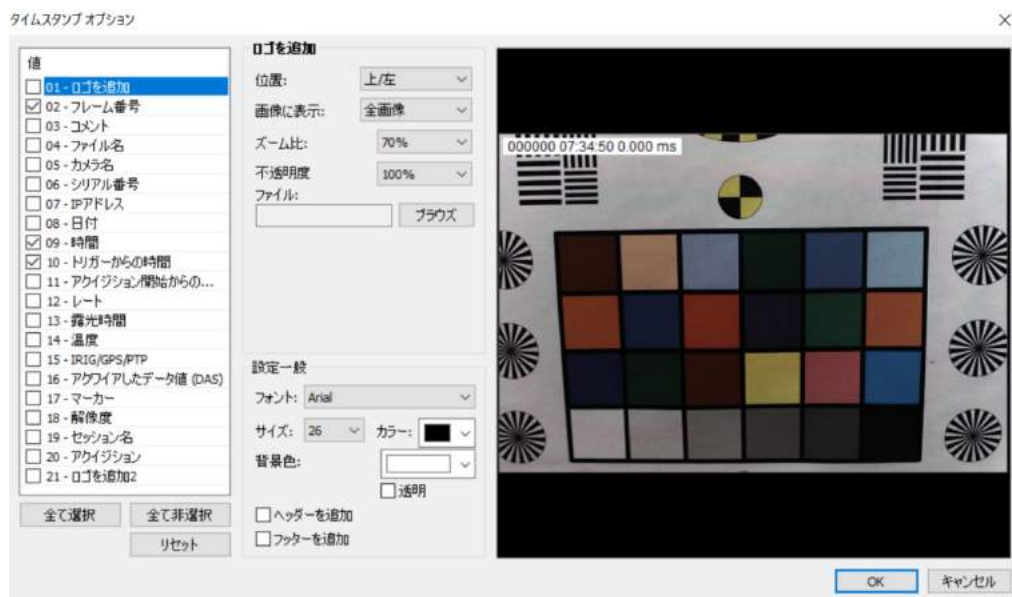 タイムスタンプ オプション
値
01 - ロゴを追加
02 - フレーム番号
03 - コメント
04 - ファイル名
05 - カメラ名
06 - シリアル番号
07 - IPアドレス
08 - 日付
09 - 時間
10 - トリガーからの時間
11 - アクイジション開始からの...
12 - レート
13 - 露光時間
14 - 温度
15 - IRIG/GPS/PTP
16 - アクワイアしたデータ値 (DAS)
17 - マーカー
18 - 解像度
19 - セッション名
20 - アクイジション
21 - ロゴを追加2
全て選択 全て非選択
リセット
ロゴを追加
位置: 上/左
画像に表示: 全画像
ズーム比: 70%
不透明度 100%
ファイル:
ブラウズ
設定一般
フォント: Arial
サイズ: 26 カラー:
背景色:
透明
ヘッダーを追加
フッターを追加
000000 07:34:50 0.000 ms
OK キャンセル